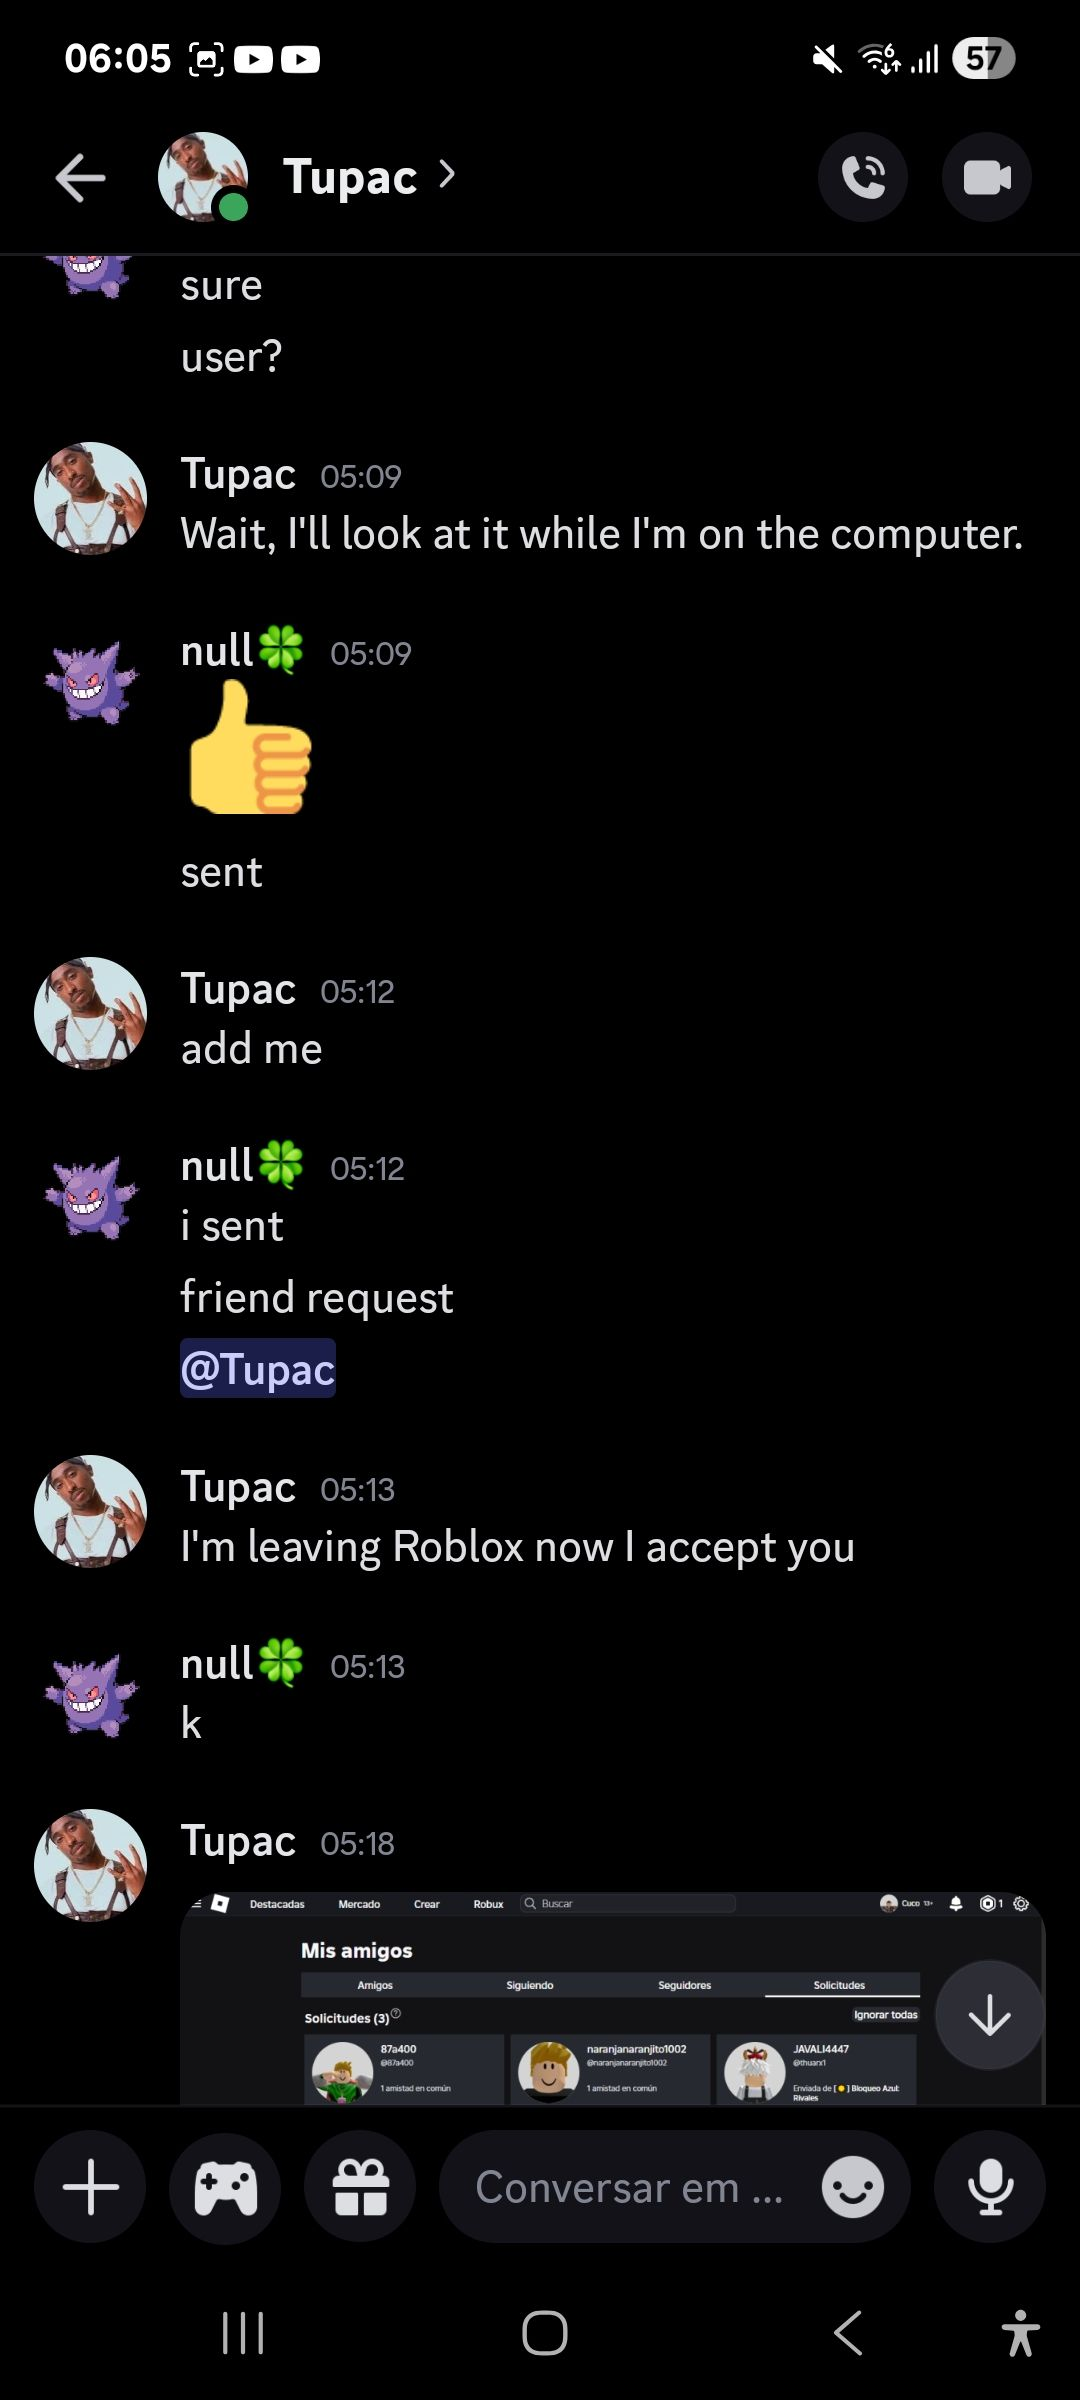 06:05
6
57
Tupac
sure
user?
Tupac 05:09
Wait, I'll look at it while I'm on the computer.
null🍀 05:09
👍
sent
Tupac 05:12
add me
null🍀 05:12
i sent
friend request
@Tupac
Tupac 05:13
I'm leaving Roblox now I accept you
null🍀 05:13
k
Tupac 05:18
Destacadas Mercado Crear Robux Buscar Cuco 13+ 1
Mis amigos
Amigos Siguiendo Seguidores Solicitudes
Solicitudes (3) Ignorar todas
87a400 naranjanaranjito1002 JAVALI4447
@87a400 @naranjanaranjito1002 @thuarx1
1 amistad en común 1 amistad en común Enviada de [ ] Bloqueo Azul:
Rivales
Conversar em ...